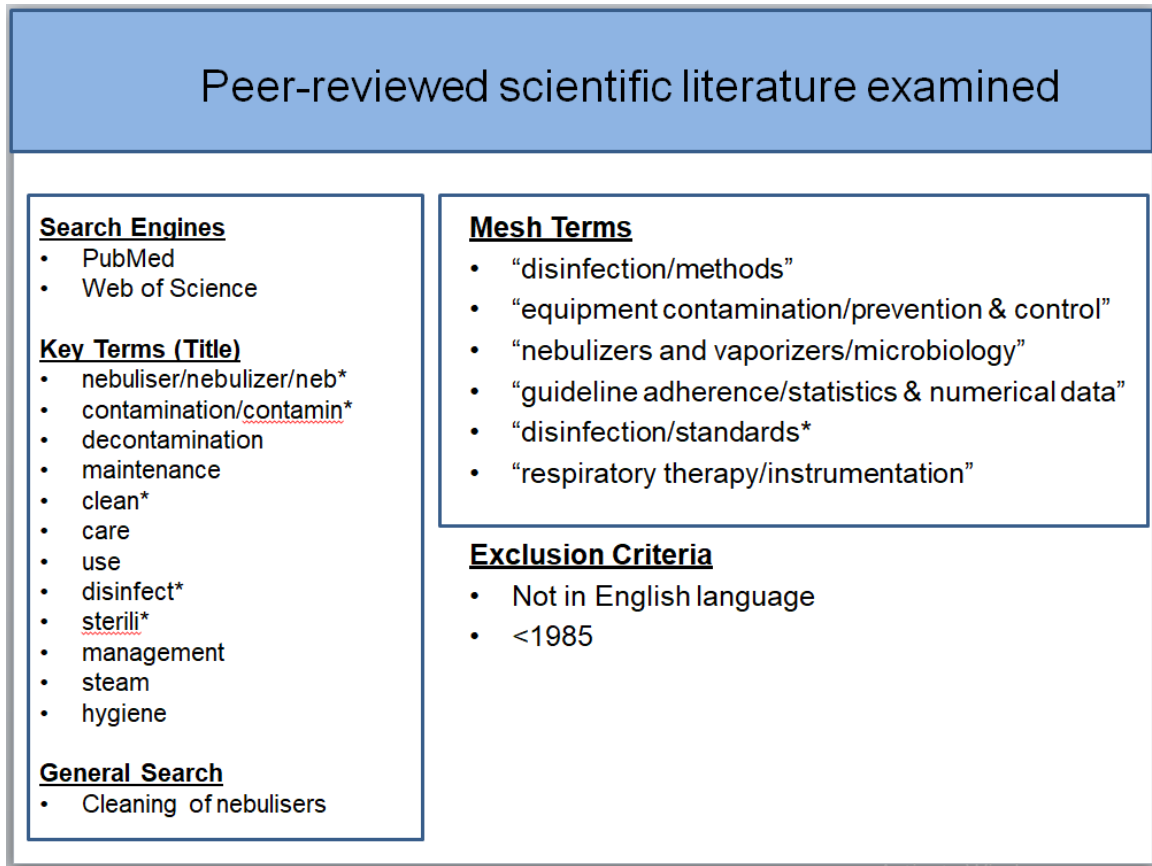 Peer-reviewed scientific literature examined
Search Engines
• PubMed
• Web of Science
Key Terms (Title)
• nebuliser/nebulizer/neb*
• contamination/contamin*
• decontamination
• maintenance
• clean*
• care
• use
• disinfect*
• sterili*
• management
• steam
• hygiene
General Search
• Cleaning of nebulisers
Mesh Terms
• “disinfection/methods”
• “equipment contamination/prevention & control”
• “nebulizers and vaporizers/microbiology”
• “guideline adherence/statistics & numerical data”
• “disinfection/standards*
• “respiratory therapy/instrumentation”
Exclusion Criteria
• Not in English language
• <1985